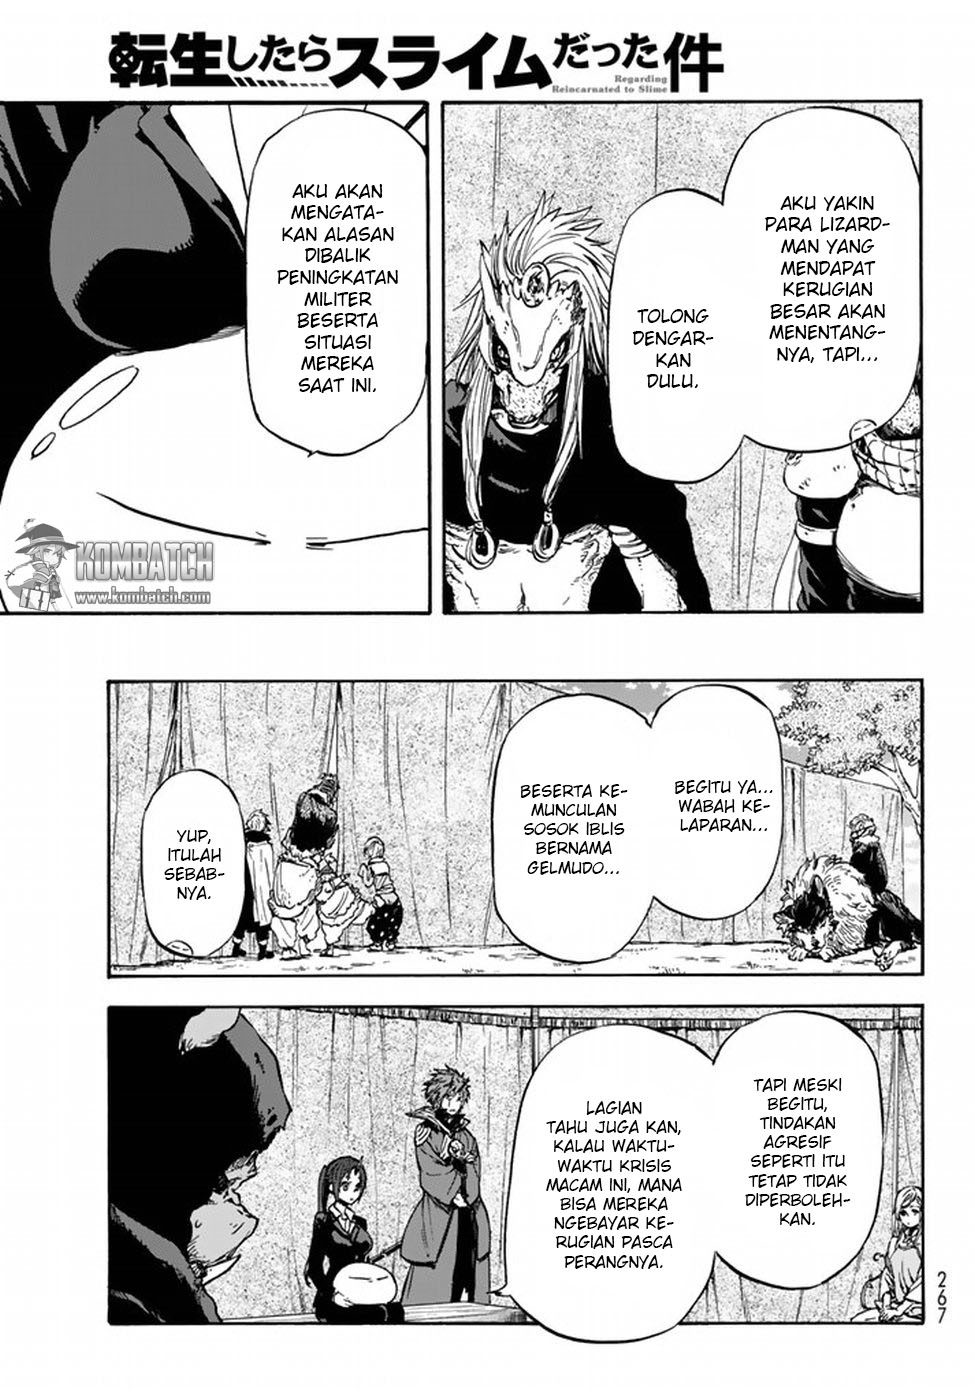 転生したらスライムだった件
Regarding
Reincarnated to Slime
AKU YAKIN
PARA LIZARD-
MAN YANG
MENDAPAT
KERUGIAN
BESAR AKAN
MENENTANG-
NYA, TAPI...
TOLONG
DENGAR-
KAN
DULU.
AKU AKAN
MENGATA-
KAN ALASAN
DIBALIK
PENINGKATAN
MILITER
BESERTA
SITUASI
MEREKA
SAAT INI.
KOMBATCH
www.kombatch.com
BEGITU YA...
WABAH KE-
LAPARAN...
BESERTA KE-
MUNCULAN
SOSOK IBLIS
BERNAMA
GELMUDO...
YUP,
ITULAH
SEBAB-
NYA.
TAPI MESKI
BEGITU,
TINDAKAN
AGRESIF
SEPERTI ITU
TETAP TIDAK
DIPERBOLEH-
KAN.
LAGIAN
TAHU JUGA KAN,
KALAU WAKTU-
WAKTU KRISIS
MACAM INI, MANA
BISA MEREKA
NGEBAYAR KE-
RUGIAN PASCA
PERANGNYA.
267